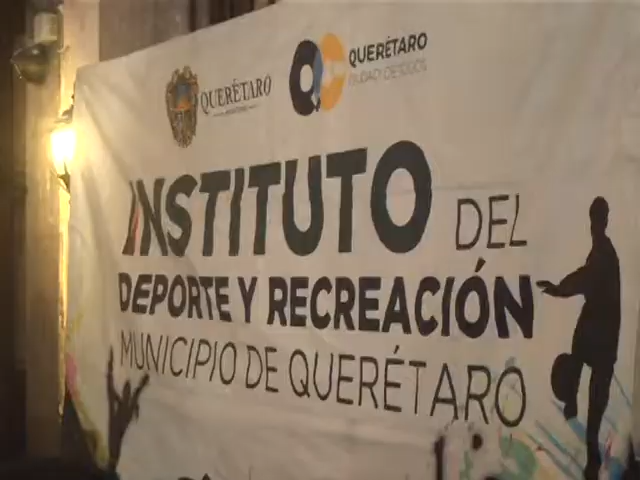 QUERÉTARO
QUERÉTARO
CIUDAD DE TODOS
INSTITUTO DEL
DEPORTE Y RECREACIÓN
MUNICIPIO DE QUERÉTARO